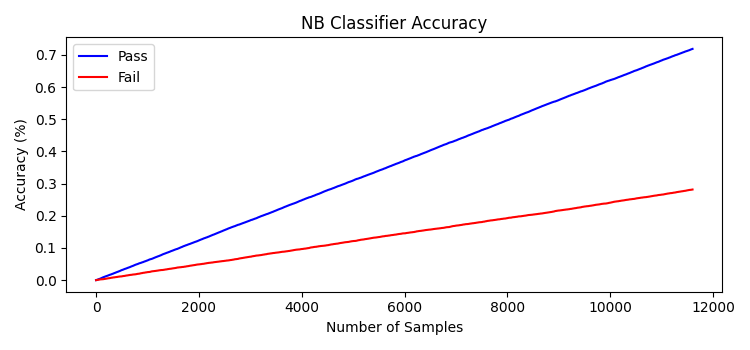 NB Classifier Accuracy
Pass
Fail
Accuracy (%)
0.7
0.6
0.5
0.4
0.3
0.2
0.1
0.0
0 2000 4000 6000 8000 10000 12000
Number of Samples